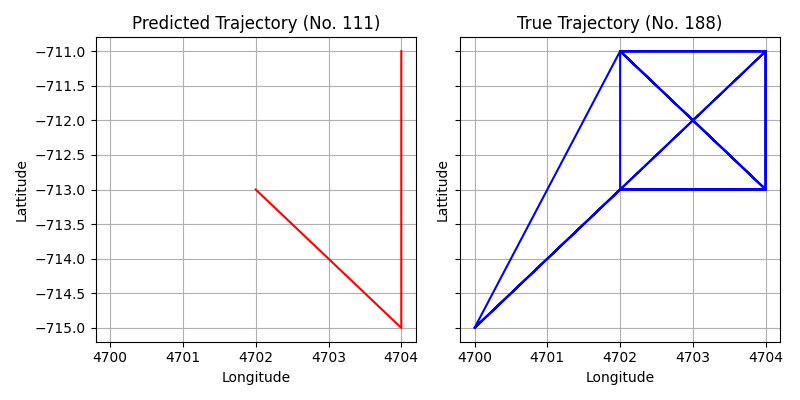 Predicted Trajectory (No. 111)
−711.0
−711.5
−712.0
−712.5
−713.0
−713.5
−714.0
−714.5
−715.0
Lattitude
4700 4701 4702 4703 4704
Longitude
True Trajectory (No. 188)
Lattitude
4700 4701 4702 4703 4704
Longitude